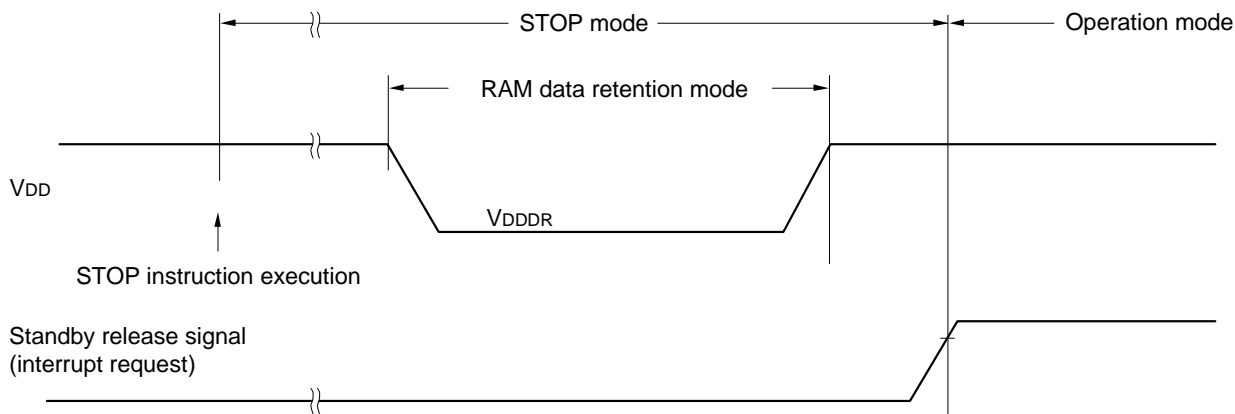 STOP mode
Operation mode
RAM data retention mode
VDD
VDDDR
STOP instruction execution
Standby release signal
(interrupt request)